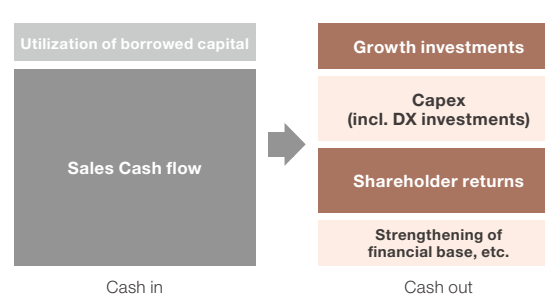 Utilization of borrowed capital
Sales Cash flow
Cash in
Growth investments
Capex
(incl. DX investments)
Shareholder returns
Strengthening of
financial base, etc.
Cash out